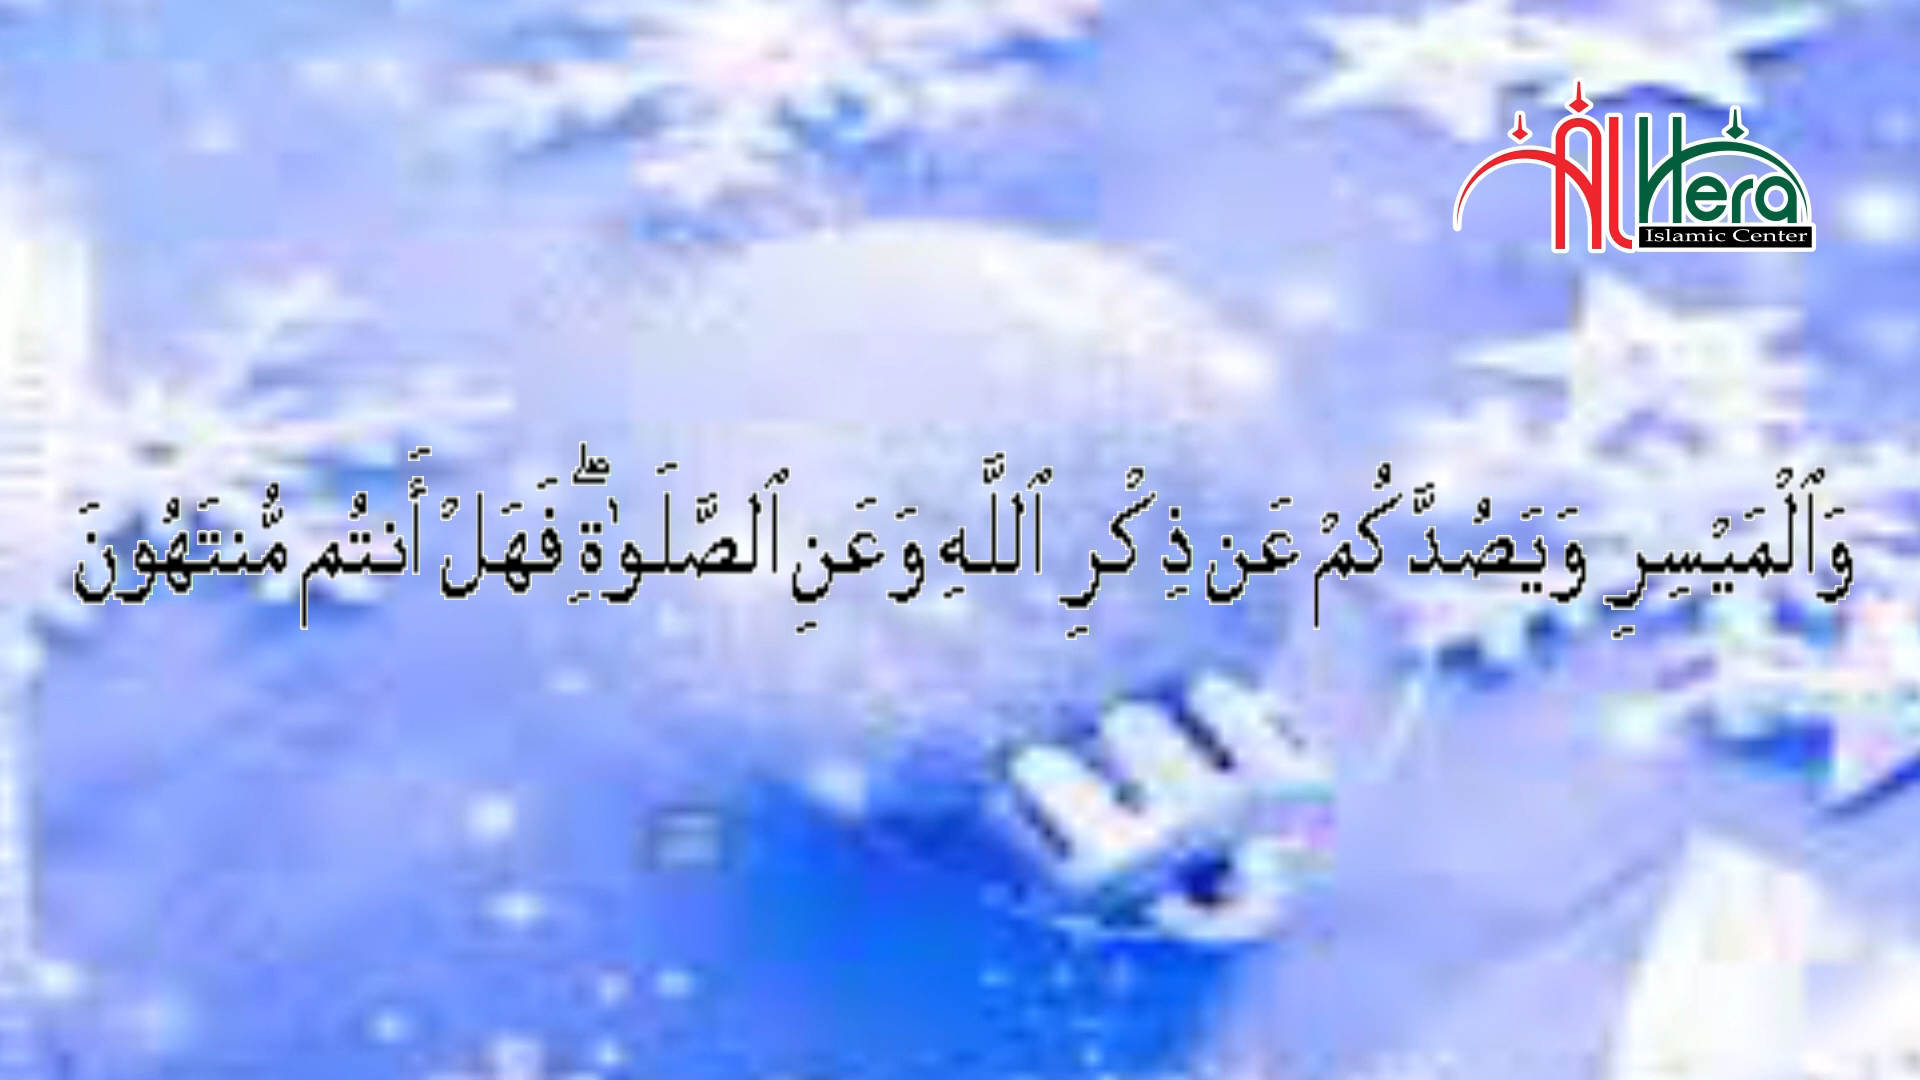 ALHera
Islamic Center
وَٱلْمَيْسِرِ وَيَصُدَّكُمْ عَن ذِكْرِ ٱللَّهِ وَعَنِ ٱلصَّلَوٰةِ ۖ فَهَلْ أَنتُم مُّنتَهُونَ